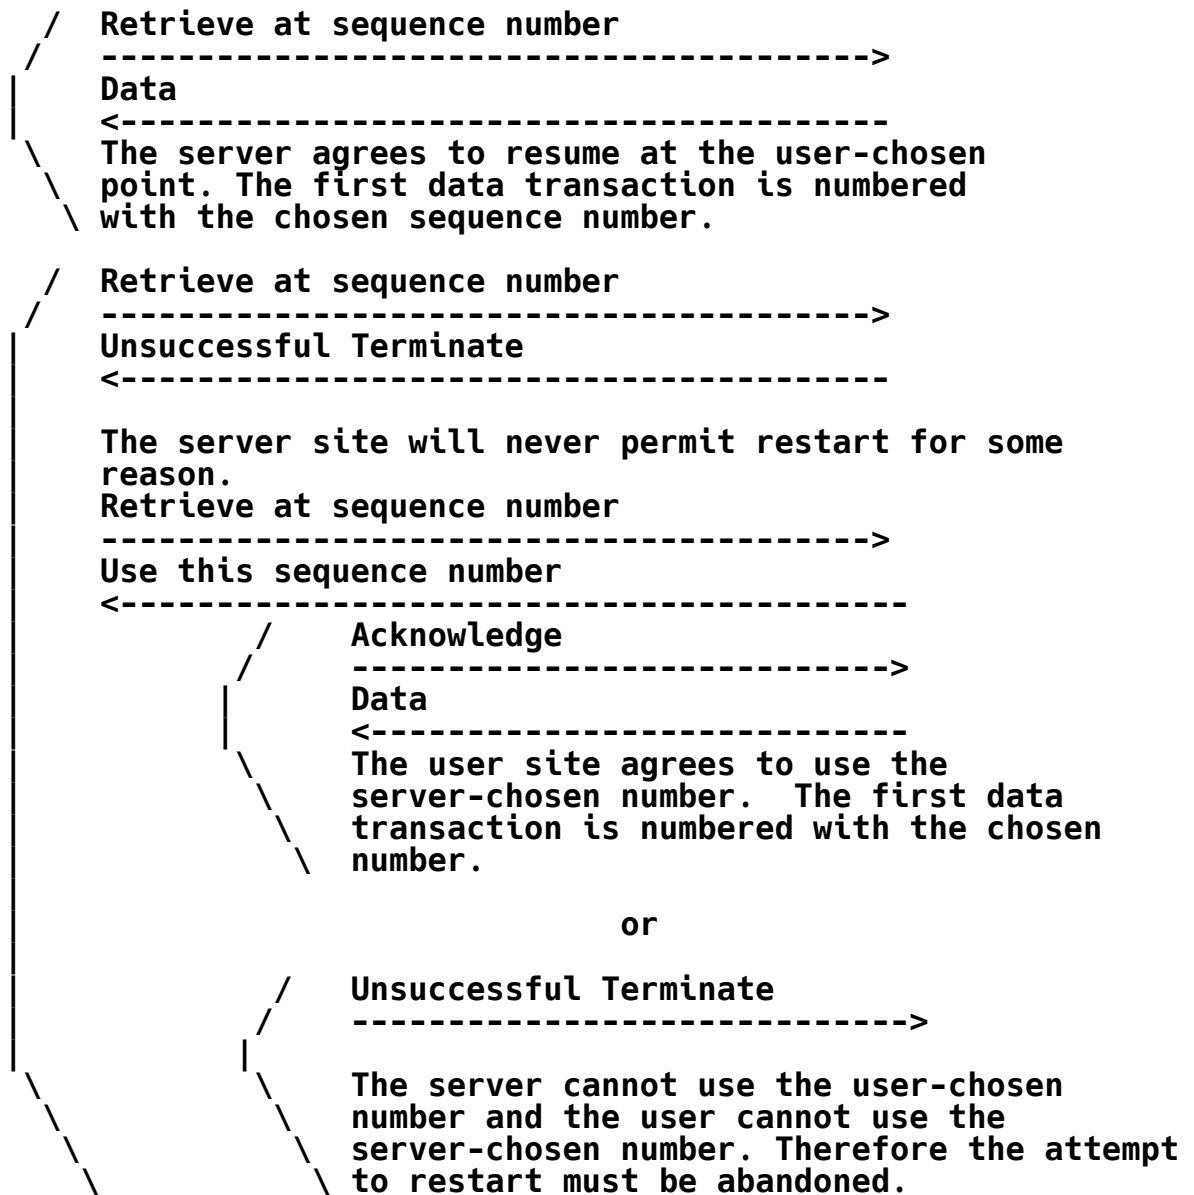 Retrieve at sequence number
---------------------------------------->
Data
<----------------------------------------
The server agrees to resume at the user-chosen
point. The first data transaction is numbered
with the chosen sequence number.
Retrieve at sequence number
---------------------------------------->
Unsuccessful Terminate
<----------------------------------------
The server site will never permit restart for some
reason.
Retrieve at sequence number
---------------------------------------->
Use this sequence number
<-----------------------------------------
Acknowledge
---------------------------->
Data
<----------------------------
The user site agrees to use the
server-chosen number.  The first data
transaction is numbered with the chosen
number.
or
Unsuccessful Terminate
----------------------------->
The server cannot use the user-chosen
number and the user cannot use the
server-chosen number. Therefore the attempt
to restart must be abandoned.